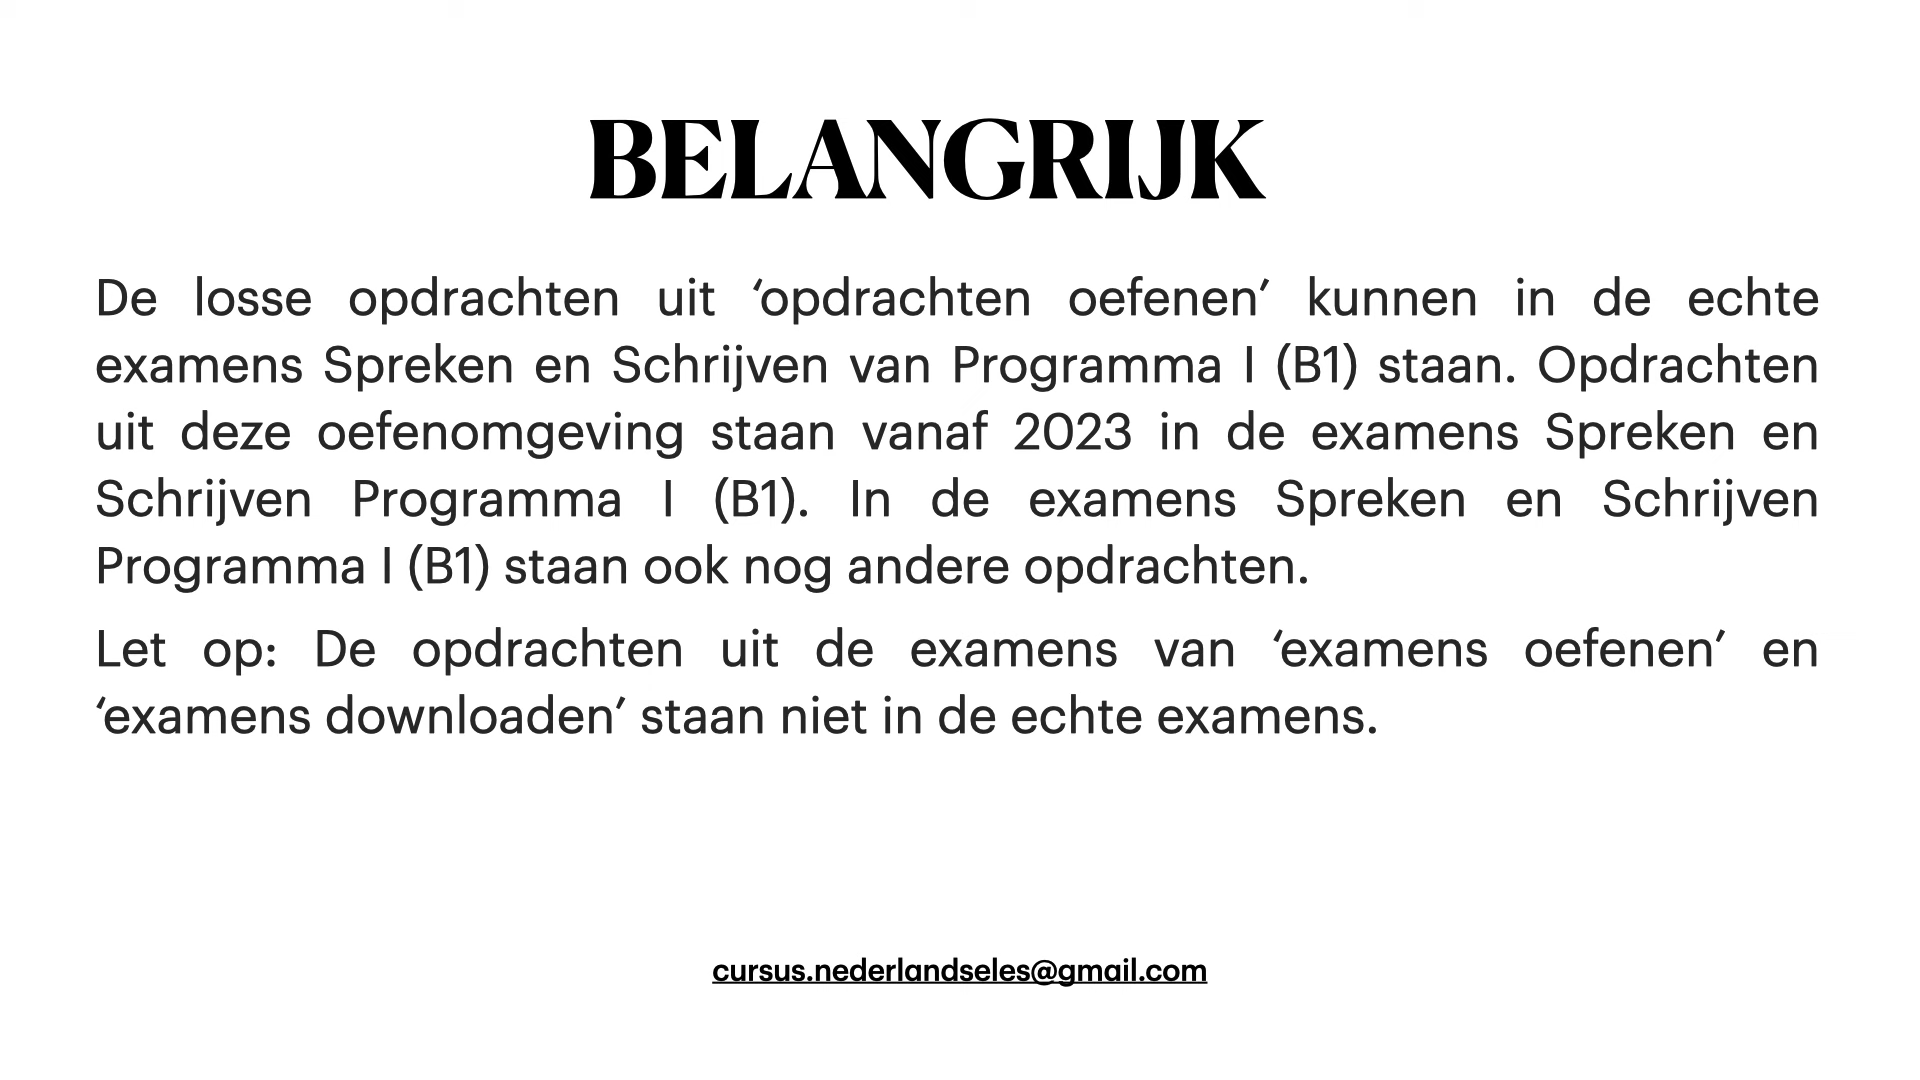 BELANGRIJK
De losse opdrachten uit ‘opdrachten oefenen’ kunnen in de echte
examens Spreken en Schrijven van Programma I (B1) staan. Opdrachten
uit deze oefenomgeving staan vanaf 2023 in de examens Spreken en
Schrijven Programma I (B1). In de examens Spreken en Schrijven
Programma I (B1) staan ook nog andere opdrachten.
Let op: De opdrachten uit de examens van ‘examens oefenen’ en
‘examens downloaden’ staan niet in de echte examens.
cursus.nederlandseles@gmail.com